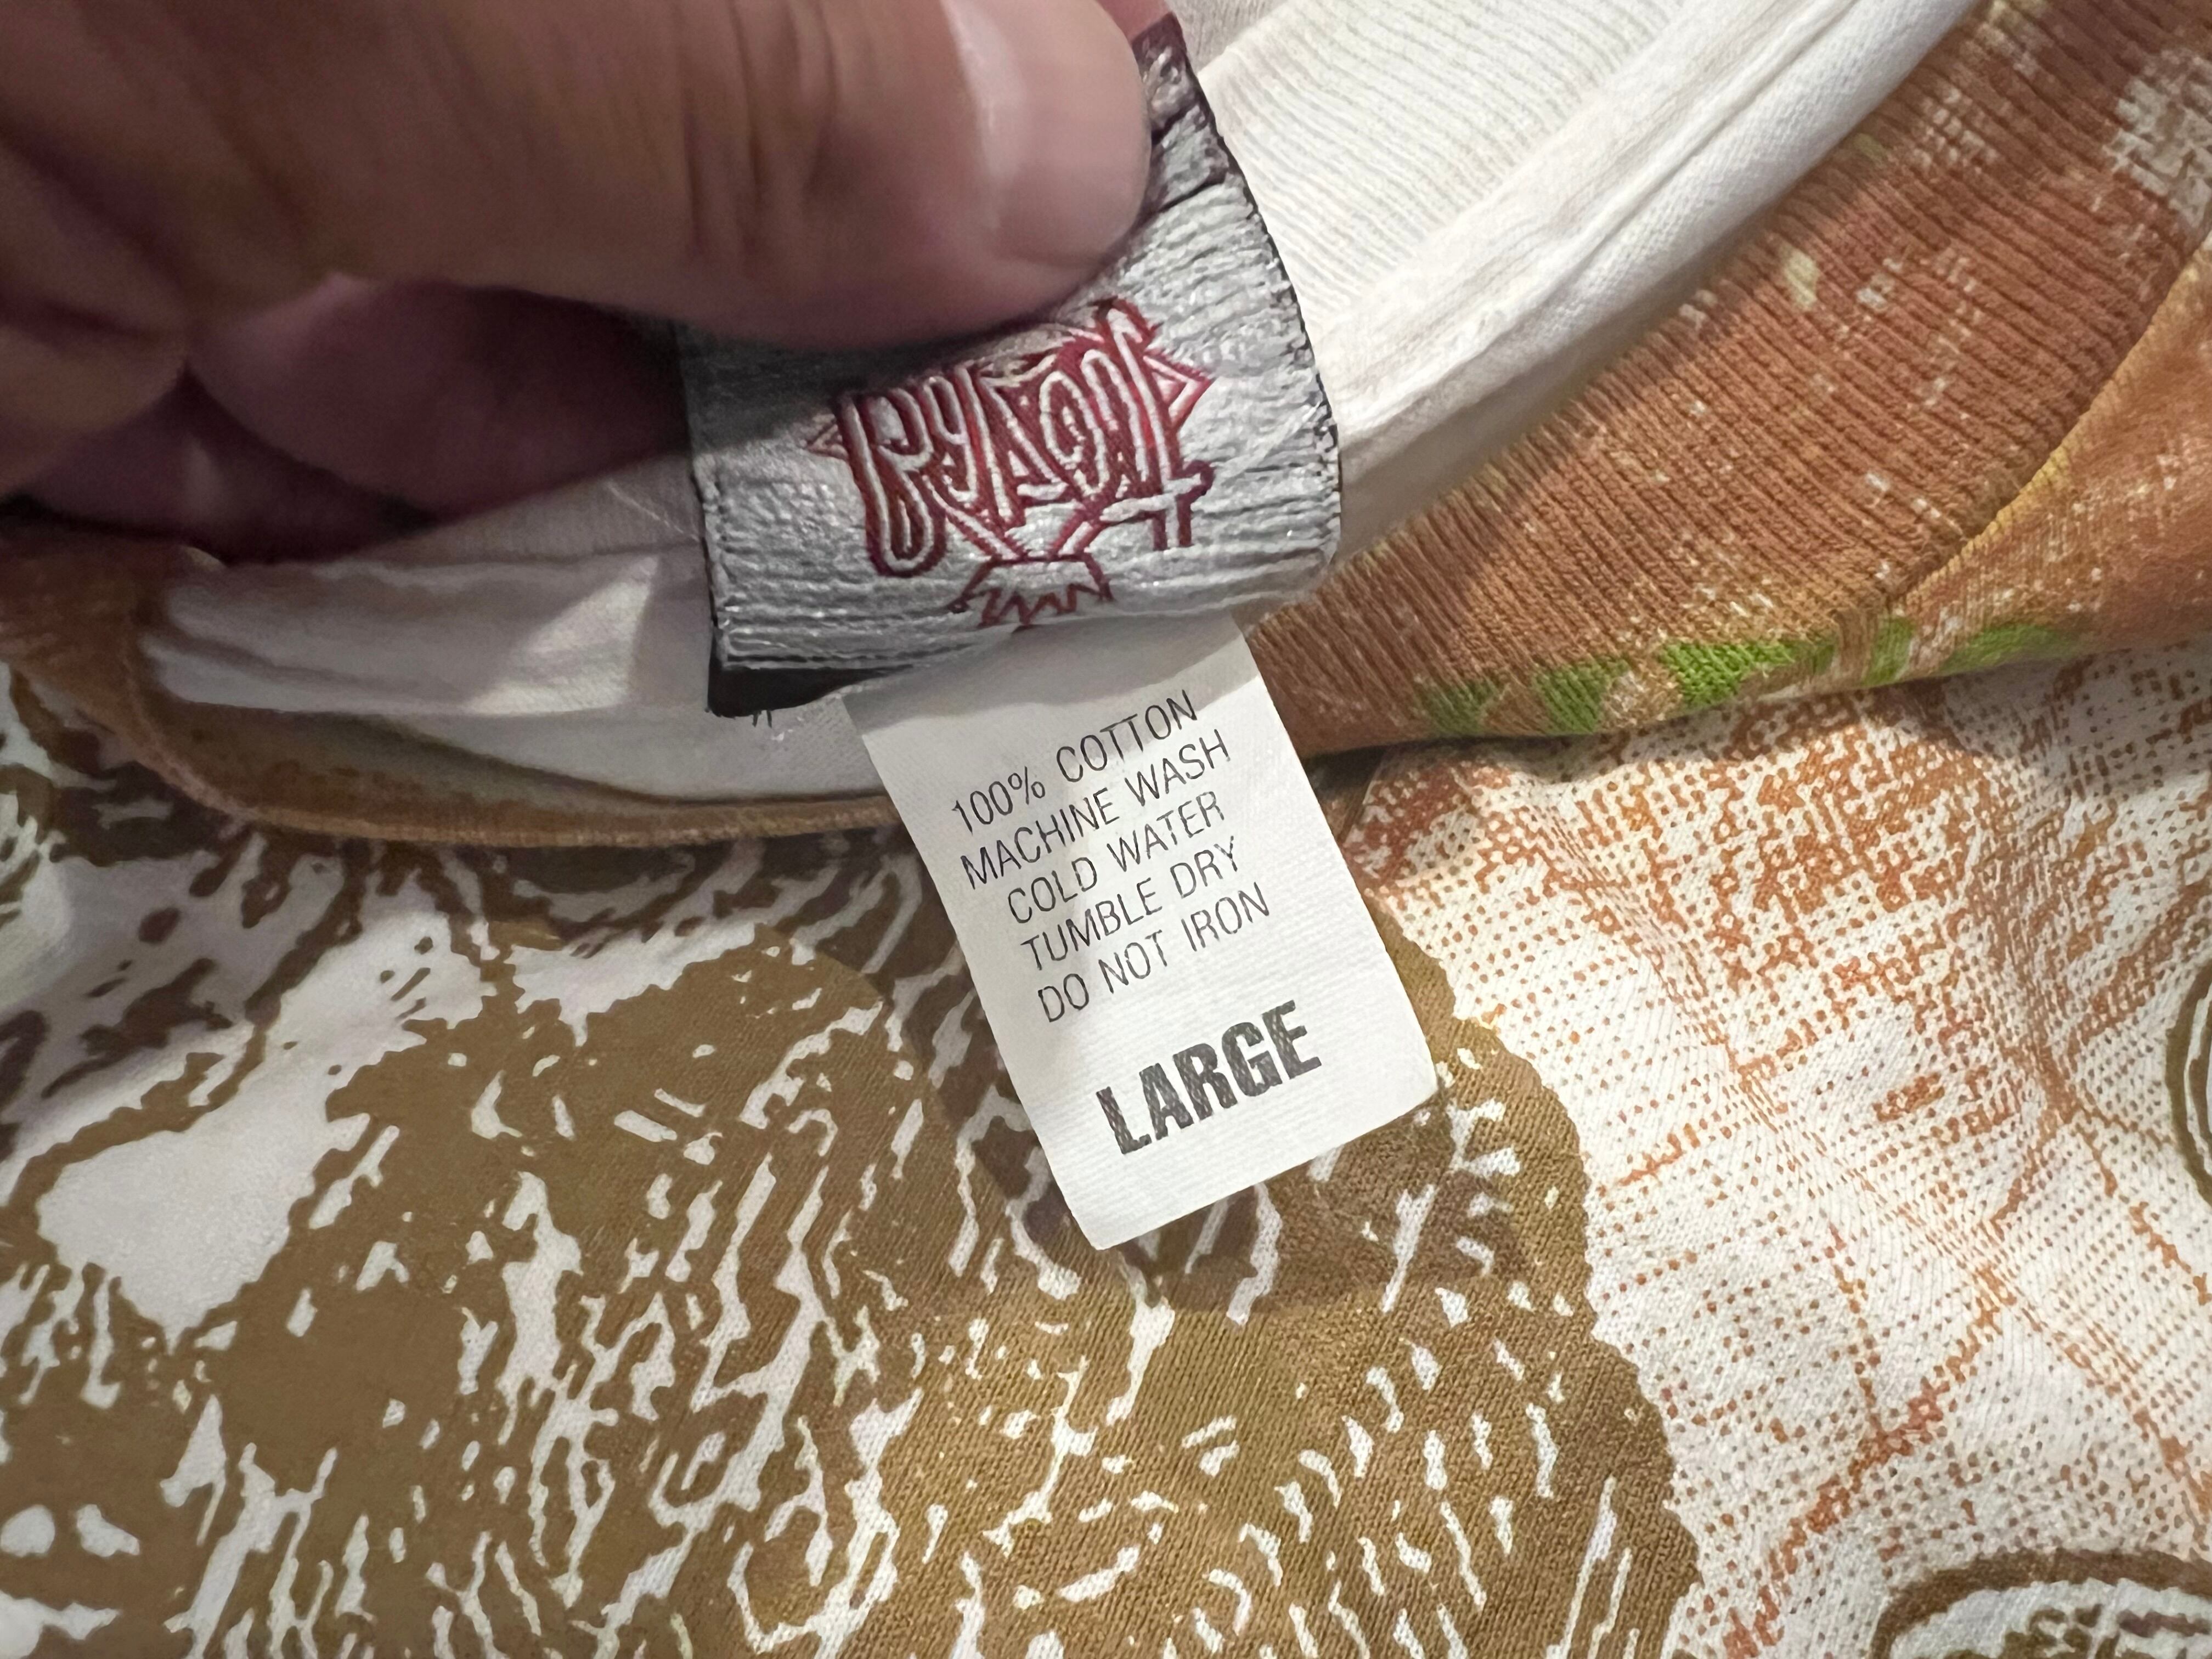 100% COTTON
MACHINE WASH
COLD WATER
TUMBLE DRY
DO NOT IRON
LARGE